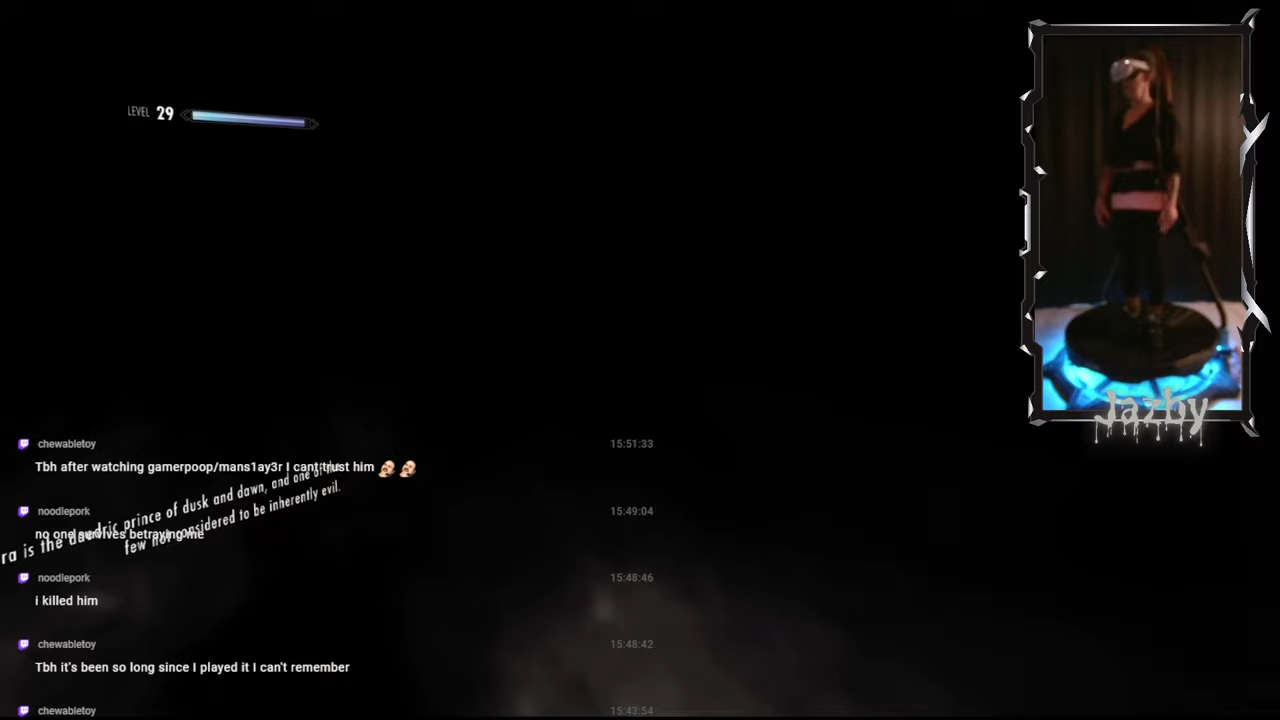 LEVEL 29
chewabletoy 15:51:33
Tbh after watching gamerpoop/mans1ay3r I cant trust him
ra is the daedric prince of dusk and dawn, and one of the
few not considered to be inherently evil.
noodlepork 15:49:04
no one survives betraying me
noodlepork 15:48:46
i killed him
chewabletoy 15:48:42
Tbh it's been so long since I played it I can't remember
chewabletoy 15:43:54
Jazhy